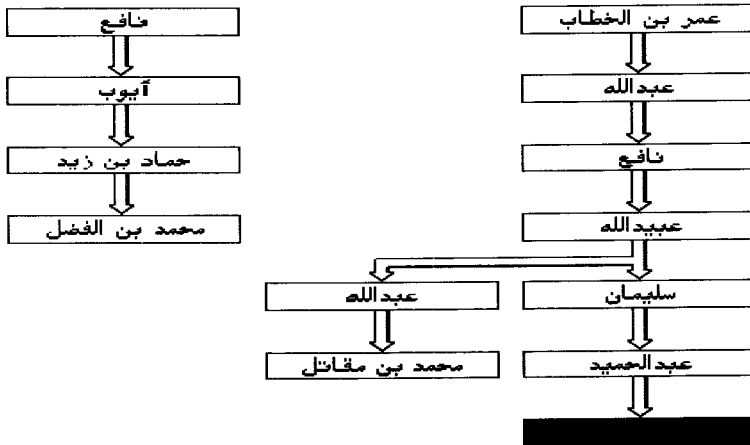 عمر بن الخطاب
عبدالله
نافع
عبيدالله
سليمان
عبدالحميد
عبدالله
محمد بن مقاتل
نافع
أيوب
حماد بن زيد
محمد بن الفضل